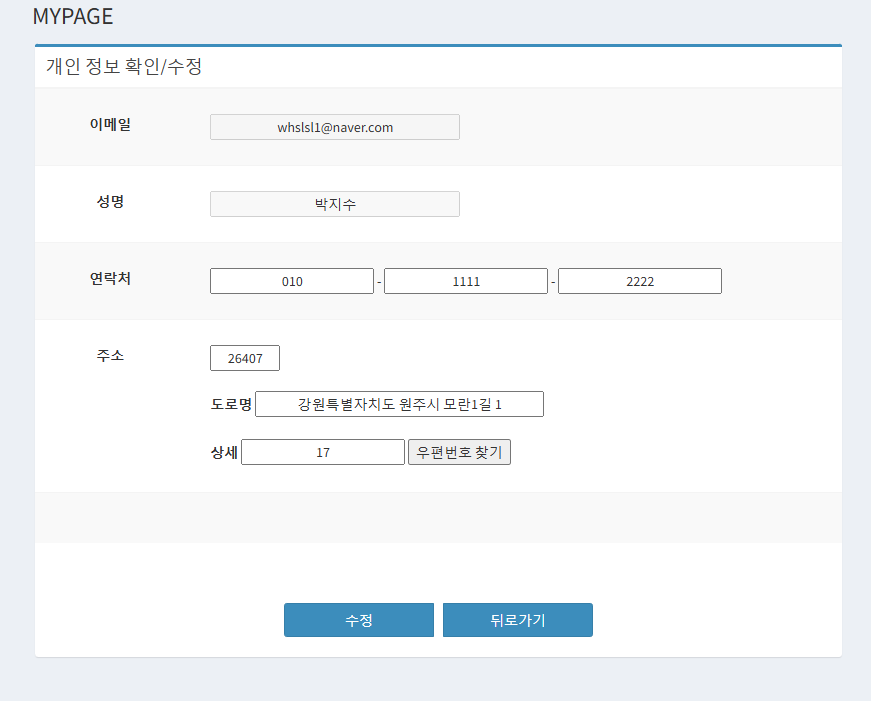 MYPAGE
개인 정보 확인/수정
이메일 whslsl1@naver.com
성명 박지수
연락처 010 - 1111 - 2222
주소 26407
도로명 강원특별자치도 원주시 모란1길 1
상세 17 우편번호 찾기
수정 뒤로가기